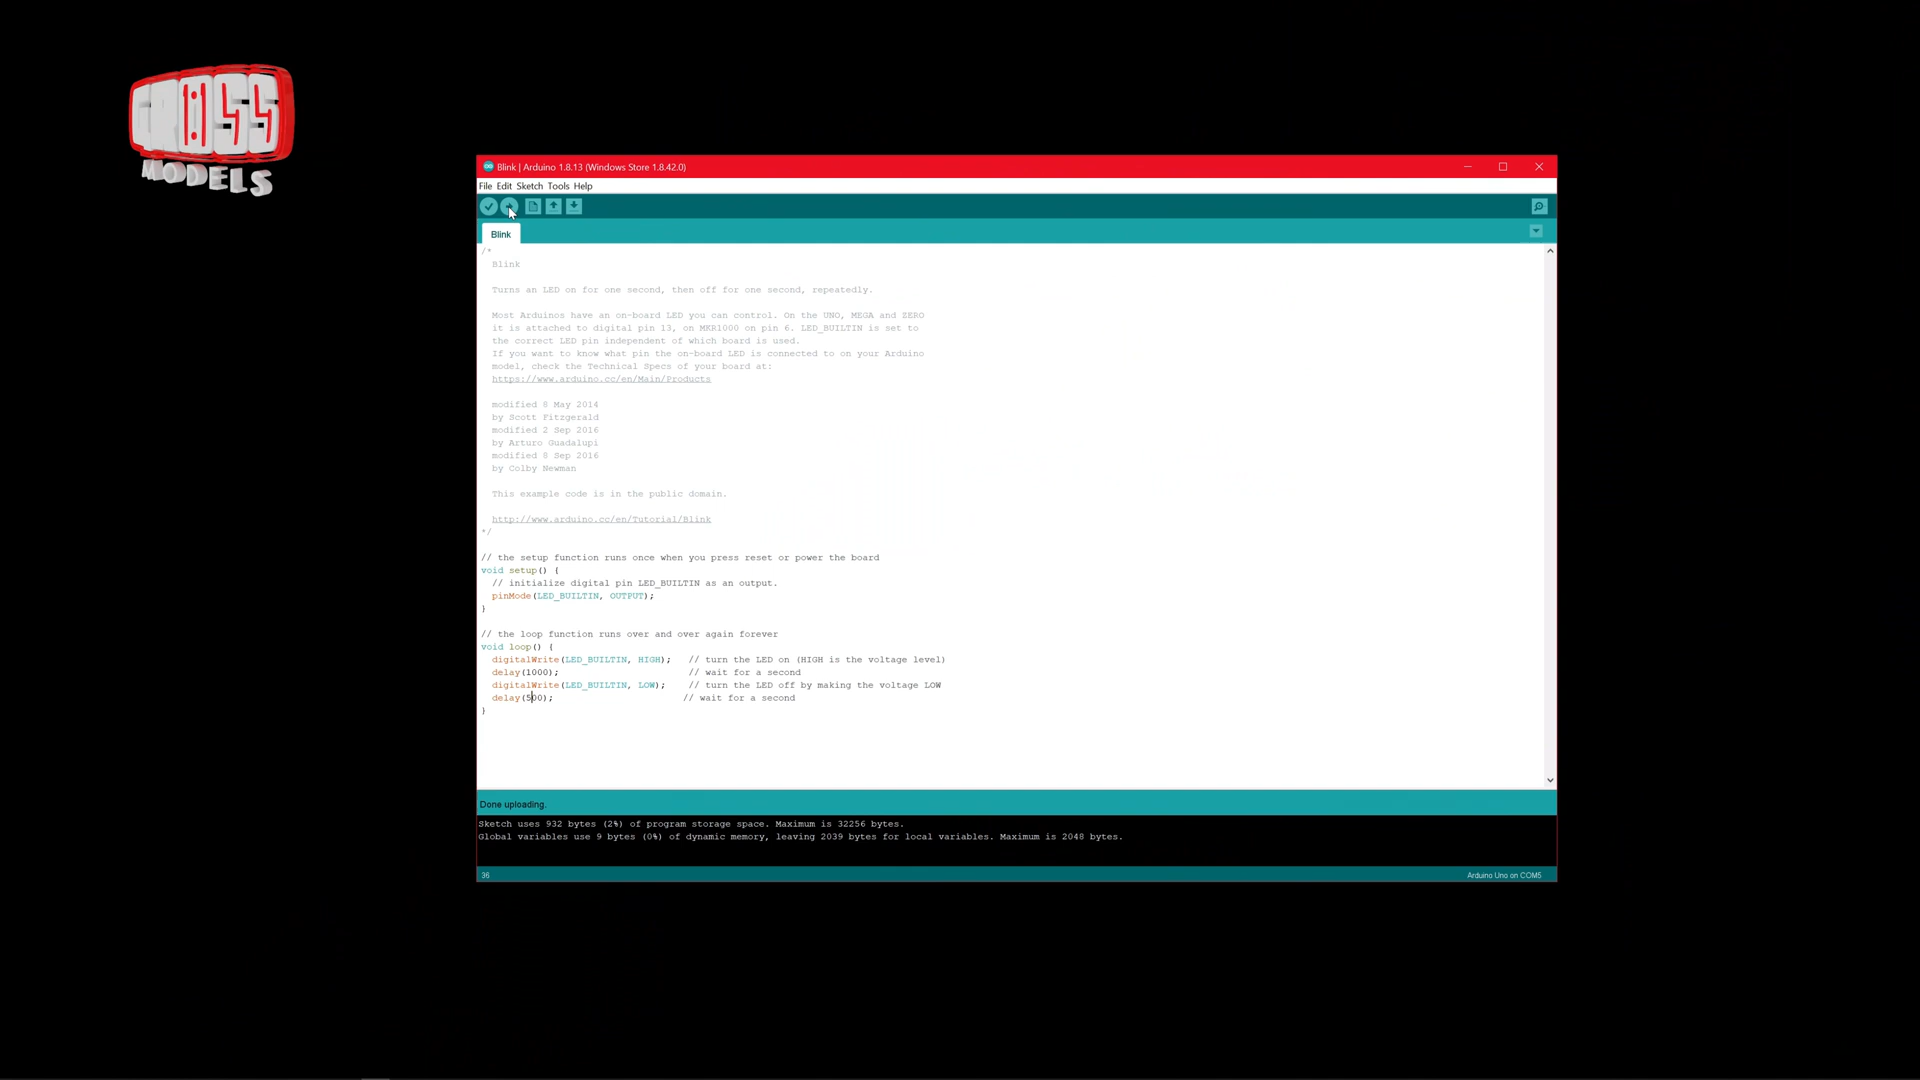 CROSS
MODELS
Blink | Arduino 1.8.13 (Windows Store 1.8.42.0)
File Edit Sketch Tools Help
Blink
/*
Blink
Turns an LED on for one second, then off for one second, repeatedly.
Most Arduinos have an on-board LED you can control. On the UNO, MEGA and ZERO
it is attached to digital pin 13, on MKR1000 on pin 6. LED_BUILTIN is set to
the correct LED pin independent of which board is used.
If you want to know what pin the on-board LED is connected to on your Arduino
model, check the Technical Specs of your board at:
https://www.arduino.cc/en/Main/Products
modified 8 May 2014
by Scott Fitzgerald
modified 2 Sep 2016
by Arturo Guadalupi
modified 8 Sep 2016
by Colby Newman
This example code is in the public domain.
http://www.arduino.cc/en/Tutorial/Blink
*/
// the setup function runs once when you press reset or power the board
void setup() {
// initialize digital pin LED_BUILTIN as an output.
pinMode(LED_BUILTIN, OUTPUT);
}
// the loop function runs over and over again forever
void loop() {
digitalWrite(LED_BUILTIN, HIGH);   // turn the LED on (HIGH is the voltage level)
delay(1000);                       // wait for a second
digitalWrite(LED_BUILTIN, LOW);    // turn the LED off by making the voltage LOW
delay(500);                       // wait for a second
}
Done uploading.
Sketch uses 932 bytes (2%) of program storage space. Maximum is 32256 bytes.
Global variables use 9 bytes (0%) of dynamic memory, leaving 2039 bytes for local variables. Maximum is 2048 bytes.
36
Arduino Uno on COM5